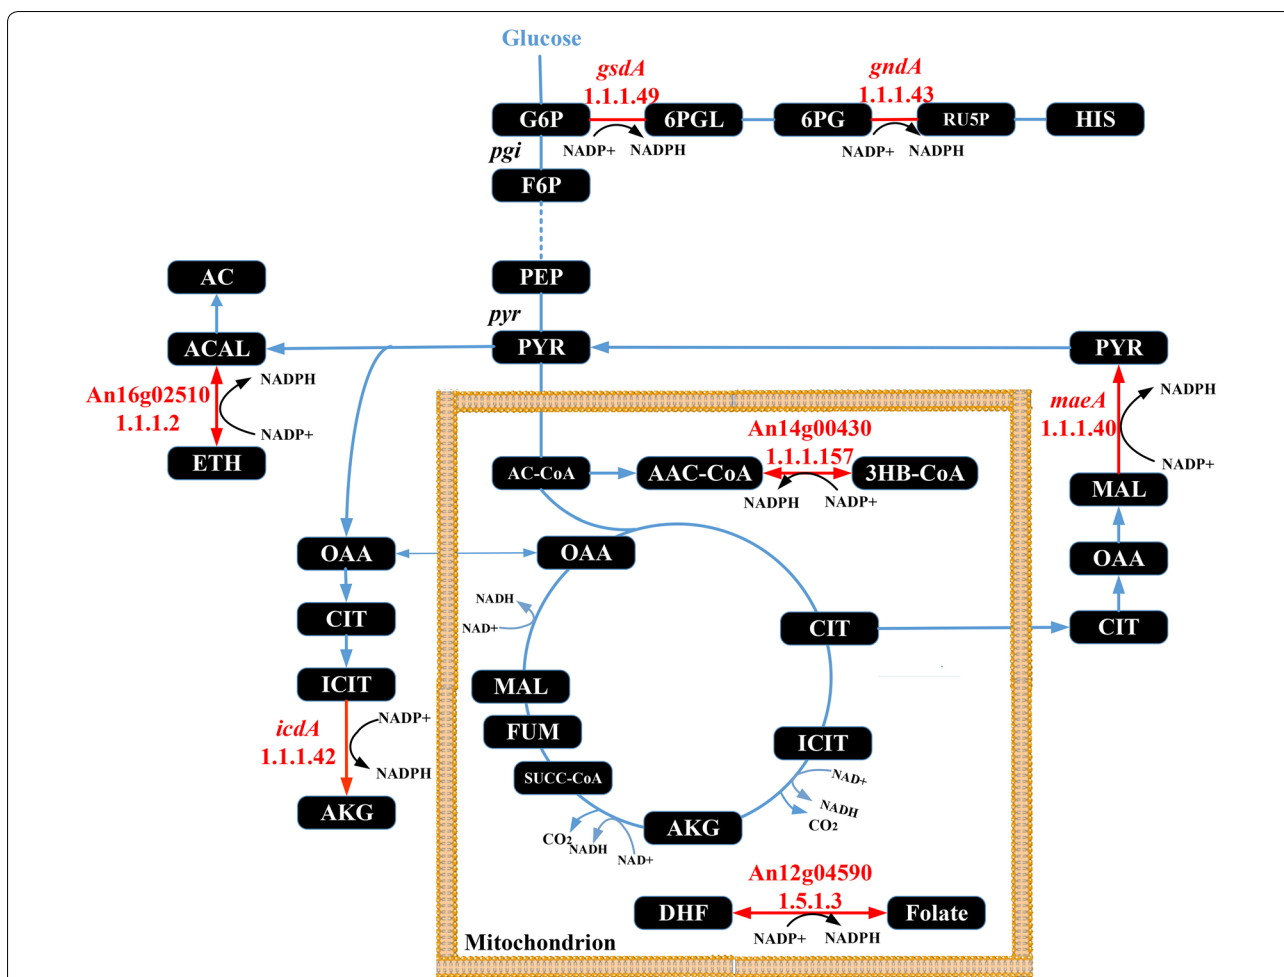 Glucose
gsdA
1.1.1.49
gndA
1.1.1.43
G6P
6PGL
6PG
RU5P
HIS
NADP+
NADPH
NADP+
NADPH
pgi
F6P
PEP
AC
pyr
ACAL
PYR
PYR
An16g02510
1.1.1.2
NADPH
NADP+
ETH
maeA
1.1.1.40
NADPH
NADP+
MAL
OAA
CIT
An14g00430
1.1.1.157
AC-CoA
AAC-CoA
3HB-CoA
NADPH
NADP+
OAA
OAA
CIT
ICIT
icdA
1.1.1.42
NADP+
NADPH
AKG
NADH
NAD+
CIT
MAL
FUM
SUCC-CoA
ICIT
NAD+
NADH
CO2
AKG
CO2
NADH
NAD+
An12g04590
1.5.1.3
DHF
Folate
NADP+
NADPH
Mitochondrion